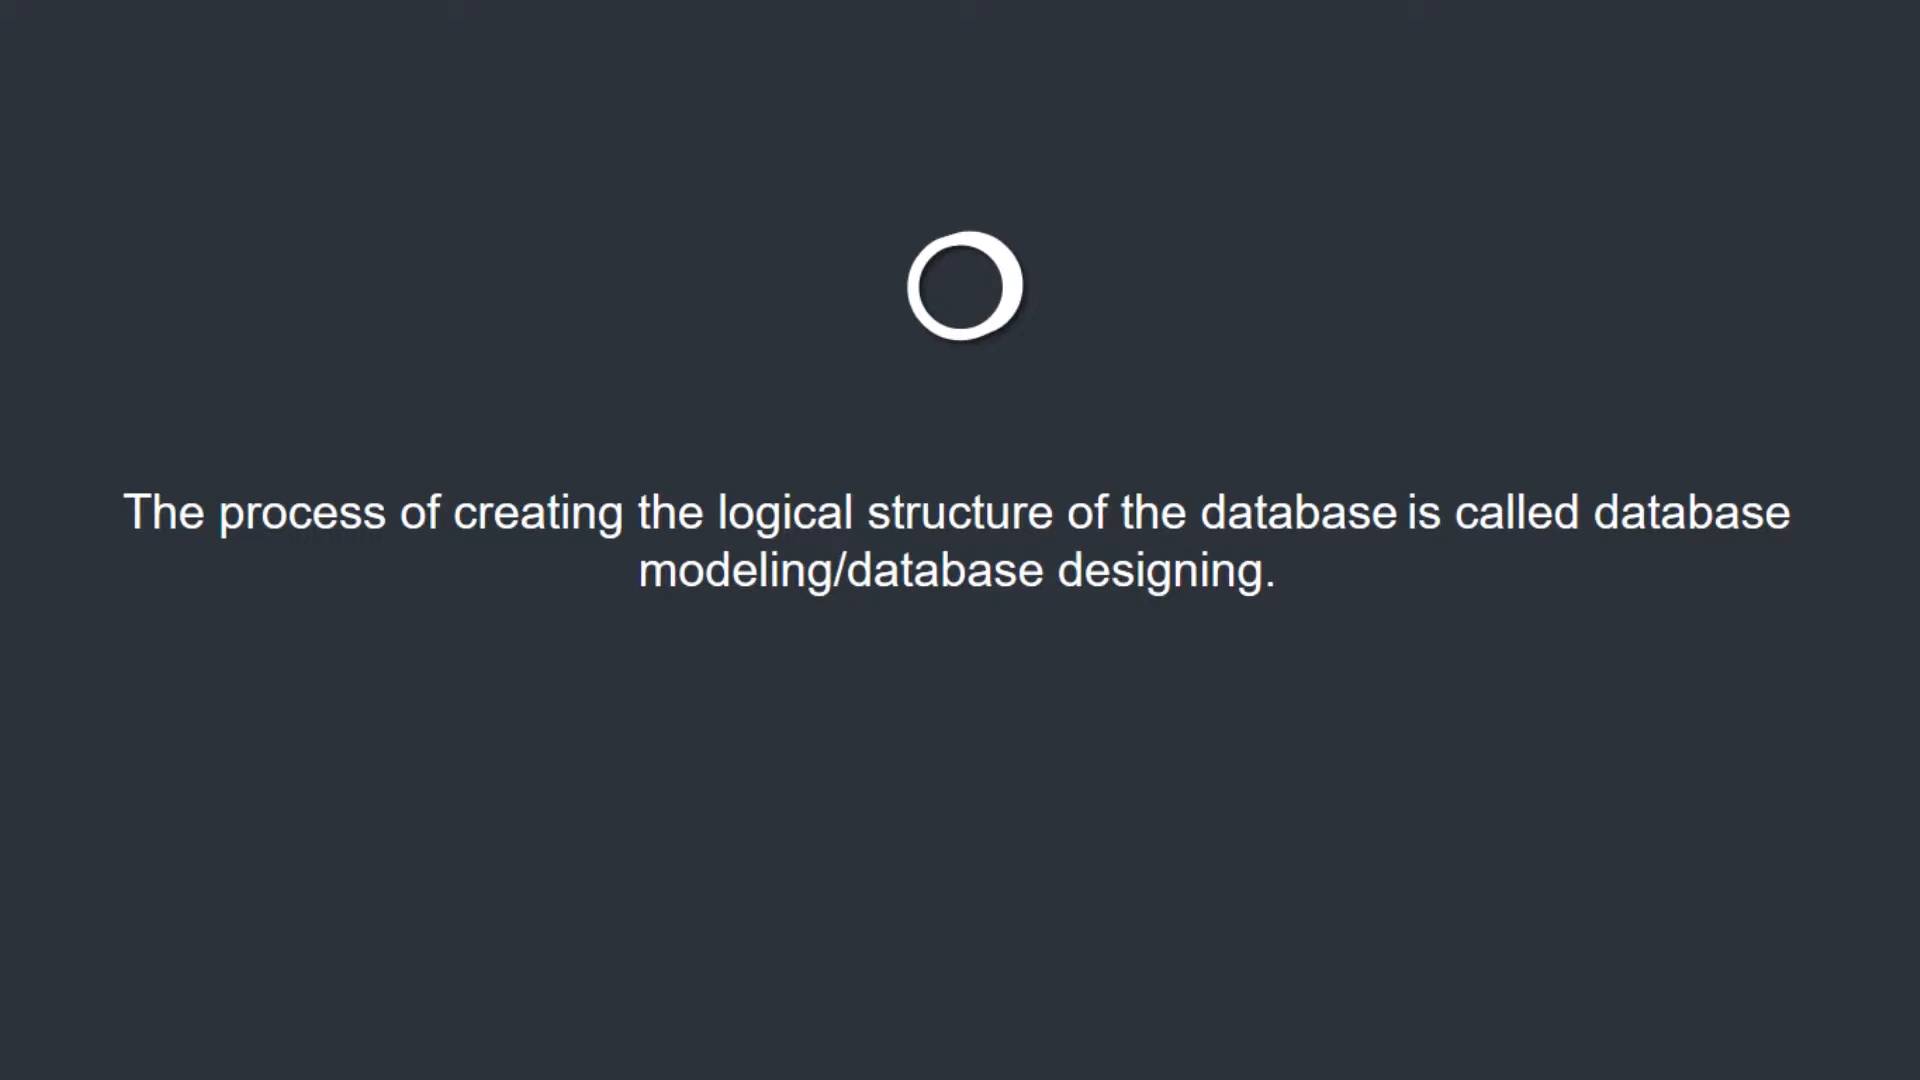 The process of creating the logical structure of the database is called database
modeling/database designing.